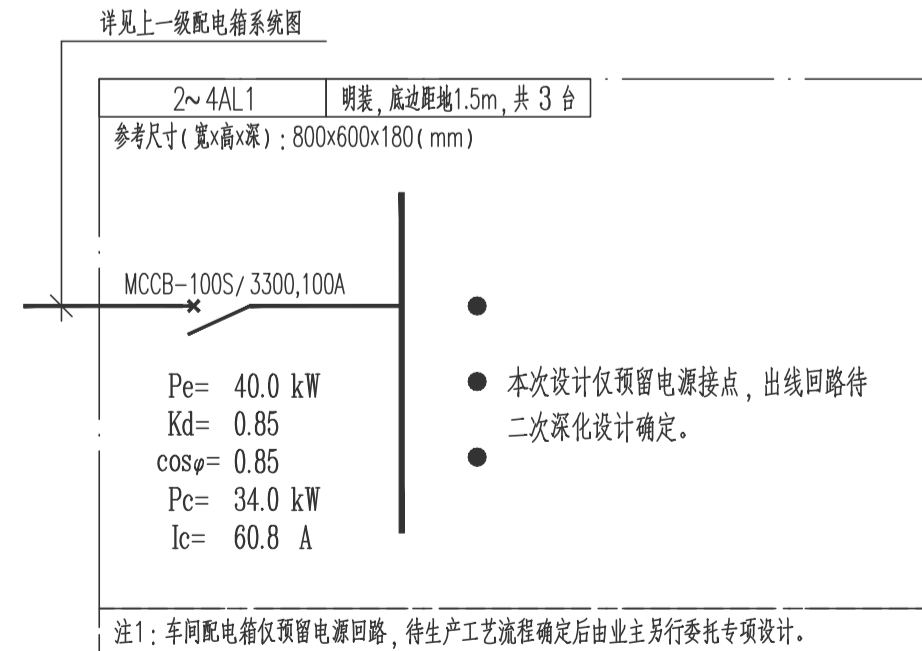 详见上一级配电箱系统图
2~4AL1 明装,底边距地1.5m,共 3 台
参考尺寸(宽x高x深):800x600x180(mm)
MCCB-100S/3300,100A
Pe= 40.0 kW
Kd= 0.85
cosφ= 0.85
Pc= 34.0 kW
Ic= 60.8 A
本次设计仅预留电源接点,出线回路待
二次深化设计确定。
注1:车间配电箱仅预留电源回路,待生产工艺流程确定后由业主另行委托专项设计。